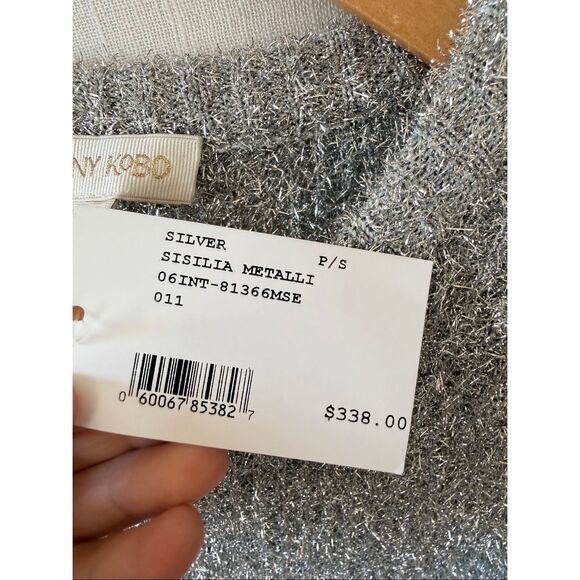 NY KOBO
SILVER P/S
SISILIA METALLI
06INT-81366MSE
011
0 60067 85382 7
$338.00